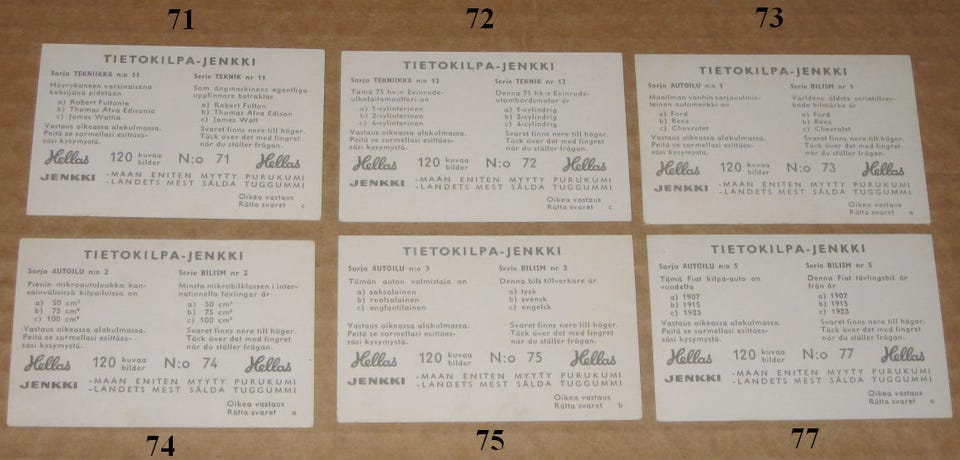 71
72
73
TIETOKILPA-JENKKI
Sarja TEKNIIKKA n:o 11
Höyrykoneen varsinaisena
keksijänä pidetään
a) Robert Fultonia
b) Thomas Alva Edisonia
c) James Wattia
Vastaus oikeassa alakulmassa.
Peitä se sormellasi esittäes-
säsi kysymystä.
Serie TEKNIK nr 11
Som ångmaskinens egentliga
uppfinnare betraktas
a) Robert Fulton
b) Thomas Alva Edison
c) James Watt
Svaret finns nere till höger.
Täck över det med fingret
när du ställer frågan.
Hellas 120 kuvaa bilder N:o 71 Hellas
JENKKI -MAAN ENITEN MYYTY PURUKUMI
-LANDETS MEST SÅLDA TUGGUMMI
Oikea vastaus
Rätta svaret c
TIETOKILPA-JENKKI
Sarja TEKNIIKKA n:o 12
Tämä 75 hv:n Evinrude-
ulkolaitamoottori on
a) 1-sylinterinen
b) 2-sylinterinen
c) 4-sylinterinen
Vastaus oikeassa alakulmassa.
Peitä se sormellasi esittäes-
säsi kysymystä.
Serie TEKNIK nr 12
Denna 75 hk:s Evinrude-
utombordsmotor är
a) 1-cylindrig
b) 2-cylindrig
c) 4-cylindrig
Svaret finns nere till höger.
Täck över det med fingret
när du ställer frågan.
Hellas 120 kuvaa bilder N:o 72 Hellas
JENKKI -MAAN ENITEN MYYTY PURUKUMI
-LANDETS MEST SÅLDA TUGGUMMI
Oikea vastaus
Rätta svaret c
TIETOKILPA-JENKKI
Sarja AUTOILU n:o 1
Maailman vanhin sarjavalmis-
teinen automerkki on
a) Ford
b) Benz
c) Chevrolet
Vastaus oikeassa alakulmassa.
Peitä se sormellasi esittäes-
säsi kysymystä.
Serie BILISM nr 1
Världens äldsta serietillver-
kade bilmärke är
a) Ford
b) Benz
c) Chevrolet
Svaret finns nere till höger.
Täck över det med fingret
när du ställer frågan.
Hellas 120 kuvaa bilder N:o 73 Hellas
JENKKI -MAAN ENITEN MYYTY PURUKUMI
-LANDETS MEST SÅLDA TUGGUMMI
Oikea vastaus
Rätta svaret
TIETOKILPA-JENKKI
Sarja AUTOILU n:o 2
Pienin mikroautoluokka kan-
sainvälisissä kilpailuissa on
a) 50 cm³
b) 75 cm³
c) 100 cm³
Vastaus oikeassa alakulmassa.
Peitä se sormellasi esittäes-
säsi kysymystä.
Serie BILISM nr 2
Minsta mikrobilklassen i inter-
nationella tävlingar är
a) 50 cm³
b) 75 cm³
c) 100 cm³
Svaret finns nere till höger.
Täck över det med fingret
när du ställer frågan.
Hellas 120 kuvaa bilder N:o 74 Hellas
JENKKI -MAAN ENITEN MYYTY PURUKUMI
-LANDETS MEST SÅLDA TUGGUMMI
Oikea vastaus
Rätta svaret a
TIETOKILPA-JENKKI
Sarja AUTOILU n:o 3
Tämän auton valmistaja on
a) saksalainen
b) ruotsalainen
c) englantilainen
Vastaus oikeassa alakulmassa.
Peitä se sormellasi esittäes-
säsi kysymystä.
Serie BILISM nr 3
Denna bils tillverkare är
a) tysk
b) svensk
c) engelsk
Svaret finns nere till höger.
Täck över det med fingret
när du ställer frågan.
Hellas 120 kuvaa bilder N:o 75 Hellas
JENKKI -MAAN ENITEN MYYTY PURUKUMI
-LANDETS MEST SÅLDA TUGGUMMI
Oikea vastaus
Rätta svaret b
TIETOKILPA-JENKKI
Sarja AUTOILU n:o 5
Tämä Fiat kilpa-auto on
vuodelta
a) 1907
b) 1915
c) 1923
Vastaus oikeassa alakulmassa.
Peitä se sormellasi esittäes-
säsi kysymystä.
Serie BILISM nr 5
Denna Fiat tävlingsbil är
från år
a) 1907
b) 1915
c) 1923
Svaret finns nere till höger.
Täck över det med fingret
när du ställer frågan.
Hellas 120 kuvaa bilder N:o 77 Hellas
JENKKI -MAAN ENITEN MYYTY PURUKUMI
-LANDETS MEST SÅLDA TUGGUMMI
Oikea vastaus
Rätta svaret a
74
75
77